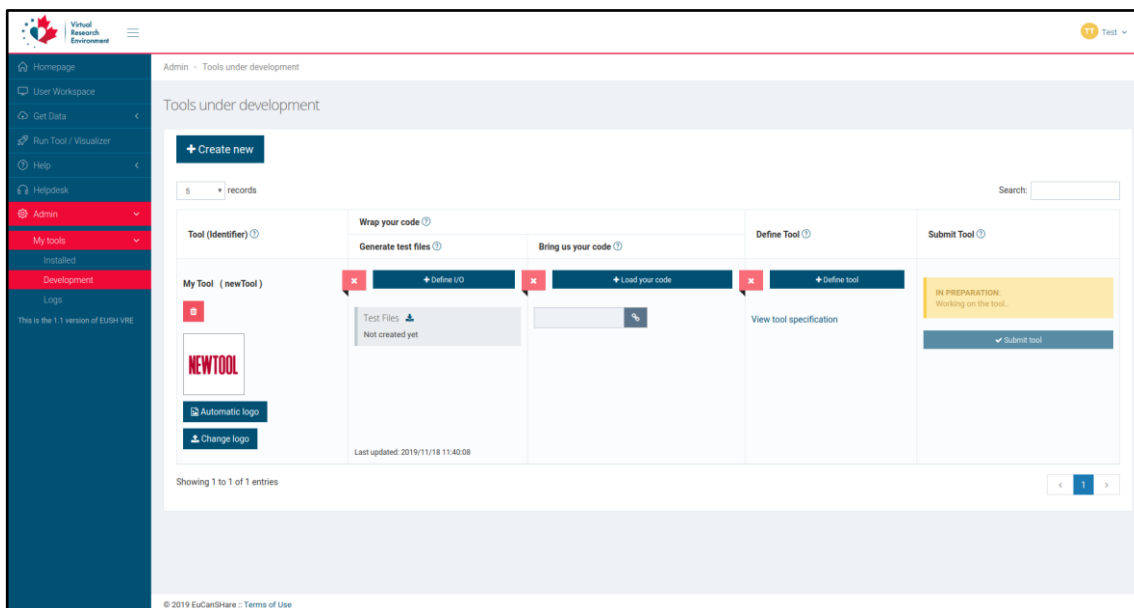 Virtual
Research
Environment
TT Test
Homepage
User Workspace
Get Data
Run Tool / Visualizer
Help
Helpdesk
Admin
My tools
Installed
Development
Logs
This is the 1.1 version of EUSH VRE
Admin • Tools under development
Tools under development
+ Create new
5 records
Search:
Tool (Identifier)
Wrap your code
Generate test files
Bring us your code
Define Tool
Submit Tool
My Tool ( newTool )
+ Define I/O
+ Load your code
+ Define tool
Test Files
Not created yet
View tool specification
IN PREPARATION:
Working on the tool...
Submit tool
NEWTOOL
Automatic logo
Change logo
Last updated: 2019/11/18 11:40:08
Showing 1 to 1 of 1 entries
< 1 >
© 2019 EuCanSHare :: Terms of Use